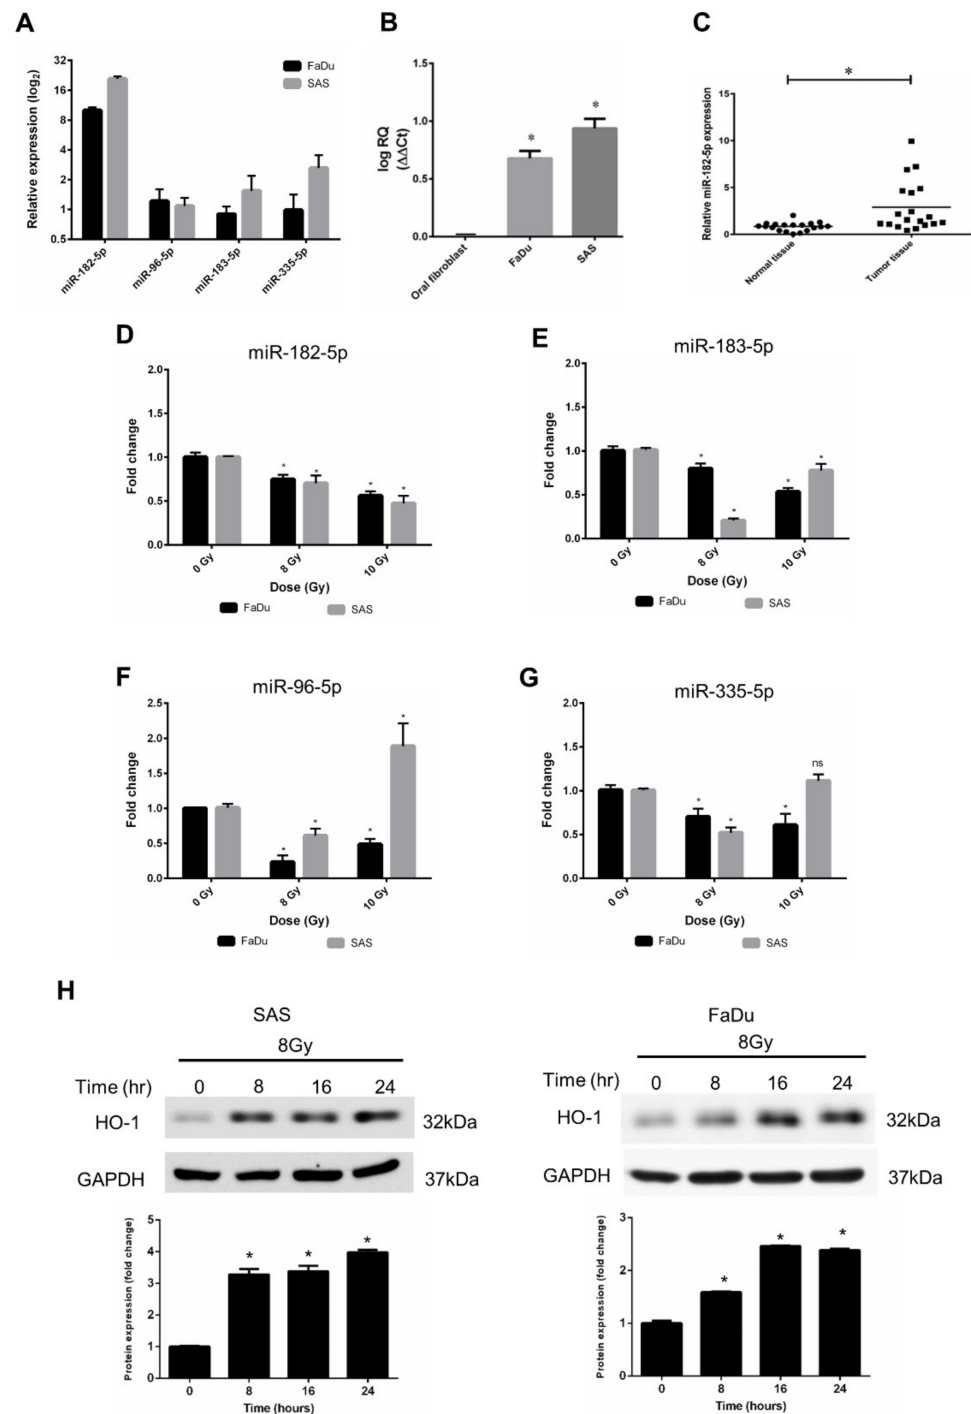 A
Relative expression (log2)
32
16
8
4
2
1
0.5
FaDu
SAS
miR-182-5p
miR-96-5p
miR-183-5p
miR-335-5p
B
log RQ
(ΔΔCt)
1.5
1.0
0.5
0.0
*
*
Oral fibroblast
FaDu
SAS
C
Relative miR-182-5p expression
*
15
10
5
0
Normal tissue
Tumor tissue
D
miR-182-5p
Fold change
2.0
1.5
1.0
0.5
0.0
* * * *
0 Gy
8 Gy
10 Gy
Dose (Gy)
FaDu
SAS
E
miR-183-5p
Fold change
2.0
1.5
1.0
0.5
0.0
* * * *
0 Gy
8 Gy
10 Gy
Dose (Gy)
FaDu
SAS
F
miR-96-5p
Fold change
2.5
2.0
1.5
1.0
0.5
0.0
* * * *
0 Gy
8 Gy
10 Gy
Dose (Gy)
FaDu
SAS
G
miR-335-5p
Fold change
2.0
1.5
1.0
0.5
0.0
* * * ns
0 Gy
8 Gy
10 Gy
Dose (Gy)
FaDu
SAS
H
SAS
8Gy
Time (hr) 0 8 16 24
HO-1 32kDa
GAPDH 37kDa
Protein expression (fold change)
5
4
3
2
1
0
* * *
0 8 16 24
Time (hours)
FaDu
8Gy
Time (hr) 0 8 16 24
HO-1 32kDa
GAPDH 37kDa
Protein expression (fold change)
3
2
1
0
* * *
0 8 16 24
Time (hours)